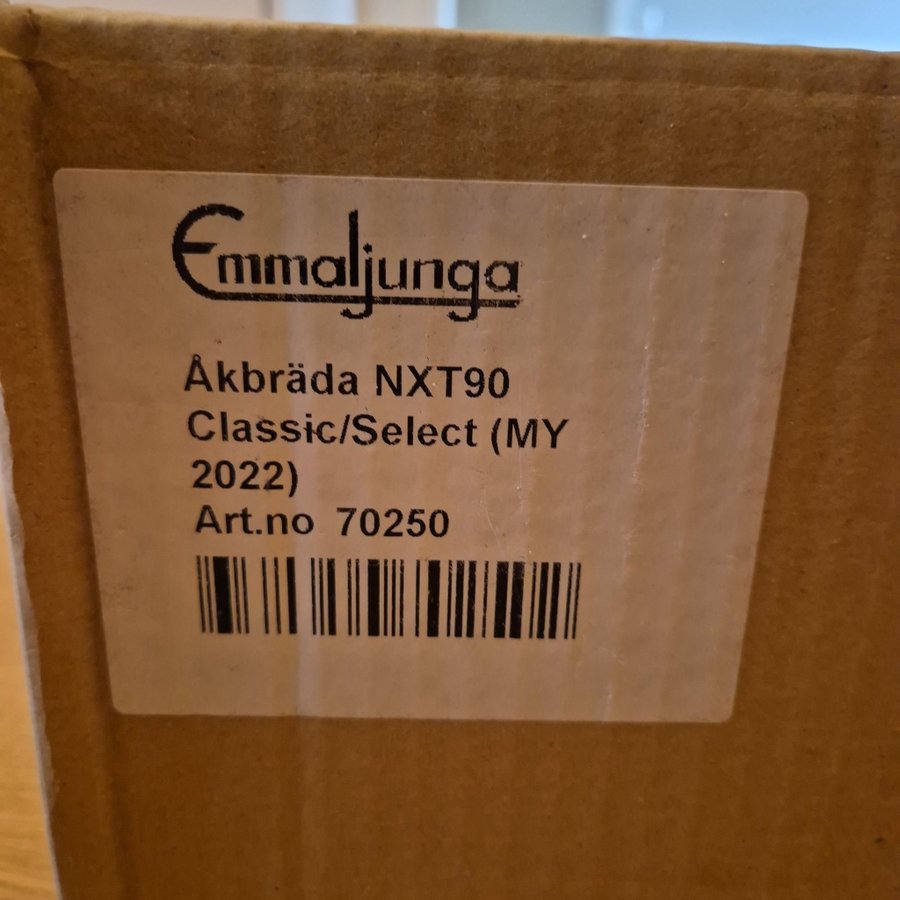 Emmaljunga
Åkbräda NXT90
Classic/Select (MY
2022)
Art.no 70250